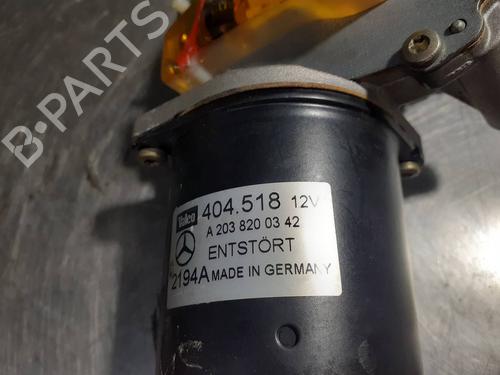 B-PARTS
Valeo 404.518 12V
A 203 820 03 42
ENTSTÖRT
2194A MADE IN GERMANY